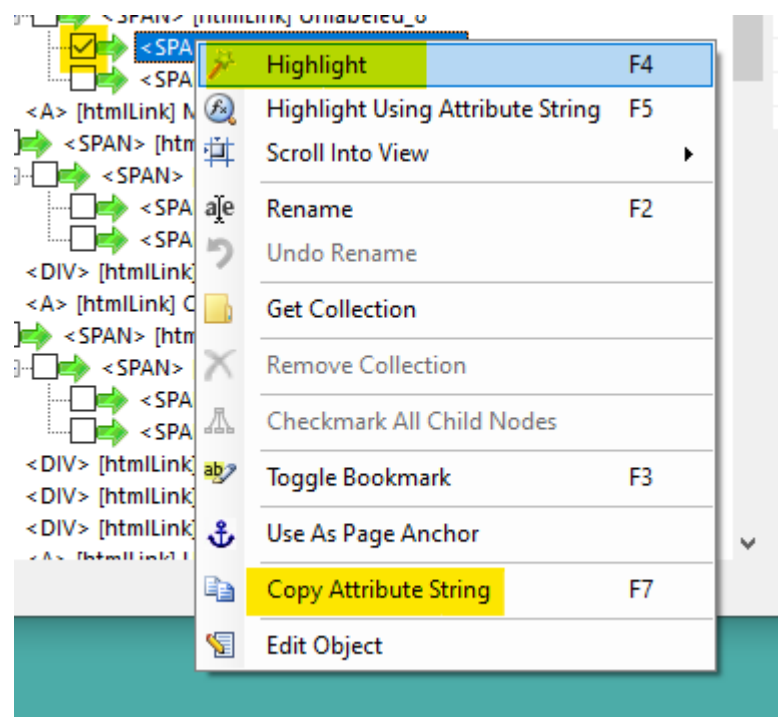 <SPAN> [htmlLink] Unlabeled_8
<SPA
Highlight F4
<SPA
<A> [htmlLink] M
Highlight Using Attribute String F5
<SPAN> [htm
Scroll Into View
<SPAN>
<SPA
Rename F2
<SPA
Undo Rename
<DIV> [htmlLink]
<A> [htmlLink] C
Get Collection
<SPAN> [htm
<SPAN>
Remove Collection
<SPA
<SPA
Checkmark All Child Nodes
<DIV> [htmlLink]
Toggle Bookmark F3
<DIV> [htmlLink]
<DIV> [htmlLink]
Use As Page Anchor
<A> [htmlLink] L
Copy Attribute String F7
Edit Object